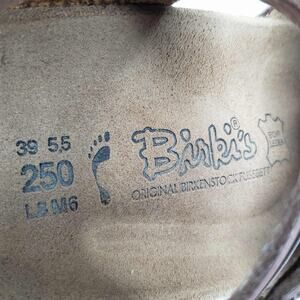 39 5,5
250
L8 M6
Birki's®
ORIGINAL BIRKENSTOCK FUSSBETT